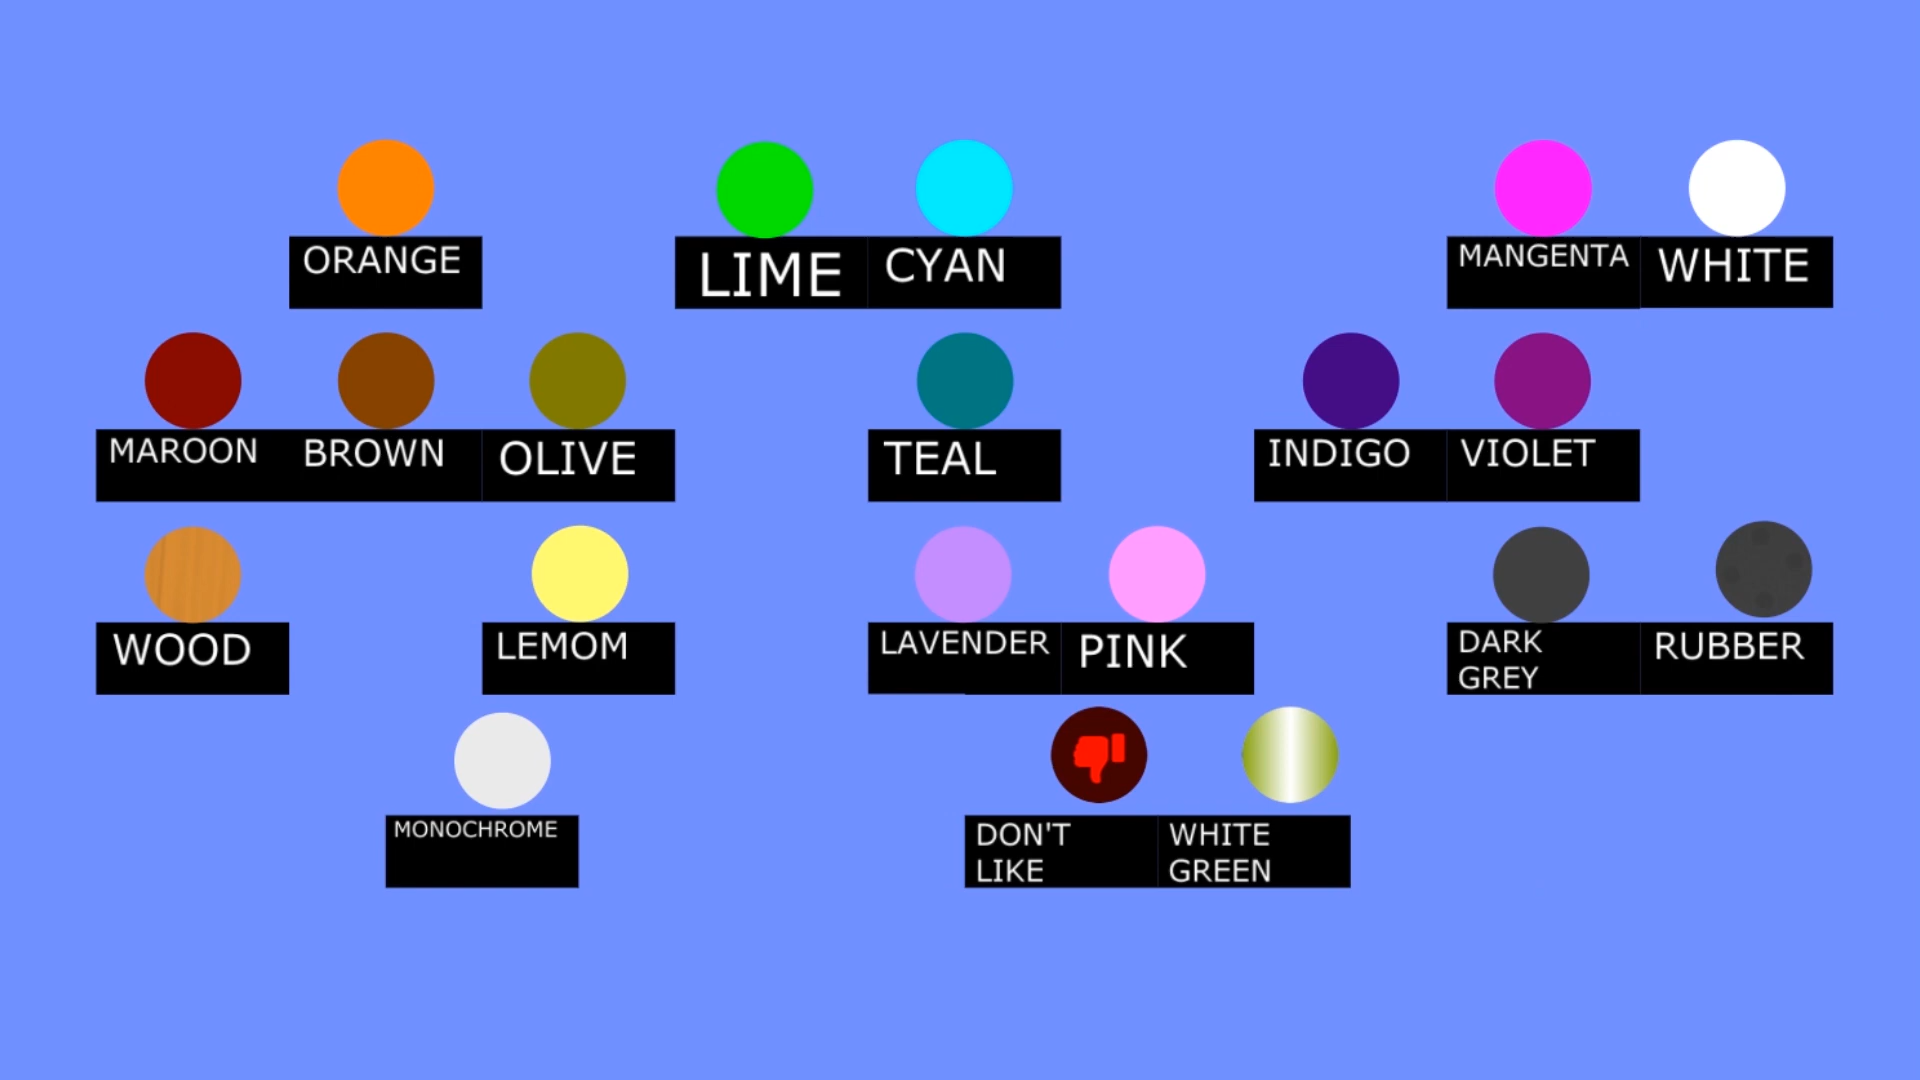 ORANGE
LIME
CYAN
MANGENTA
WHITE
MAROON
BROWN
OLIVE
TEAL
INDIGO
VIOLET
WOOD
LEMOM
LAVENDER
PINK
DARK
GREY
RUBBER
MONOCHROME
DON'T
LIKE
WHITE
GREEN